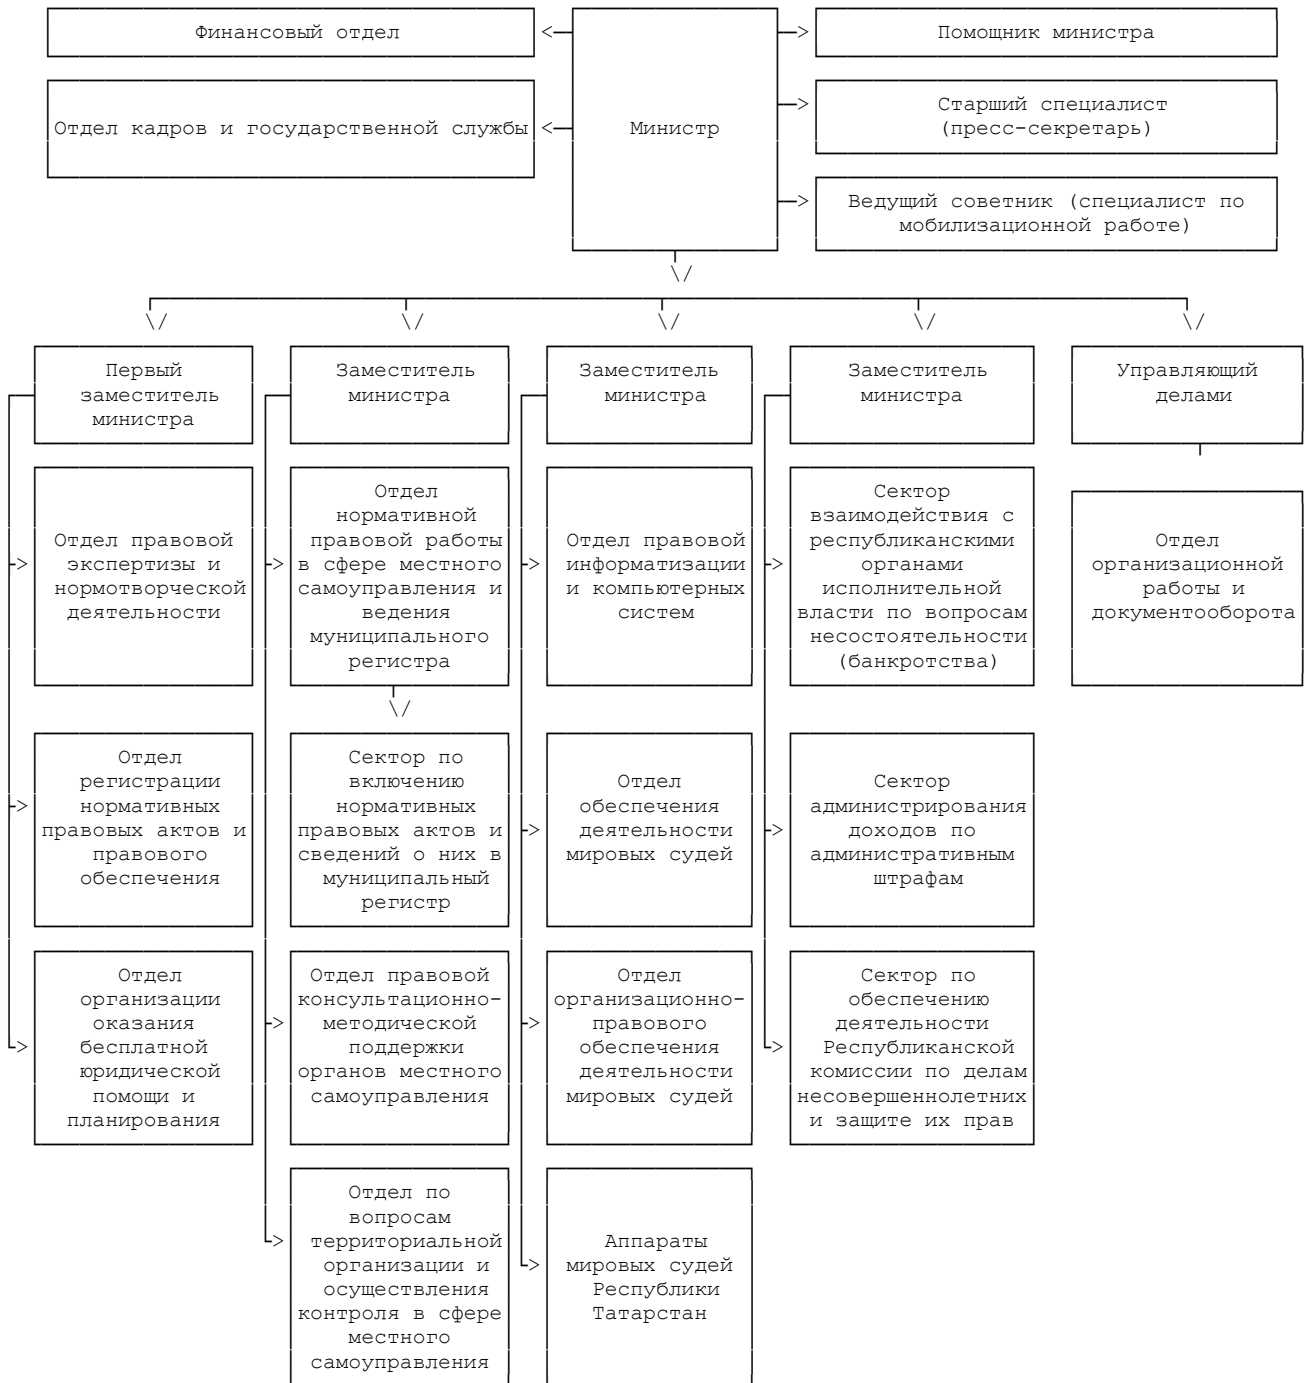 Финансовый отдел
Помощник министра
Отдел кадров и государственной службы
Министр
Старший специалист
(пресс-секретарь)
Ведущий советник (специалист по
мобилизационной работе)
Первый
заместитель
министра
Заместитель
министра
Заместитель
министра
Заместитель
министра
Управляющий
делами
Отдел правовой
экспертизы и
нормотворческой
деятельности
Отдел
нормативной
правовой работы
в сфере местного
самоуправления и
ведения
муниципального
регистра
Отдел правовой
информатизации
и компьютерных
систем
Сектор
взаимодействия с
республиканскими
органами
исполнительной
власти по вопросам
несостоятельности
(банкротства)
Отдел
организационной
работы и
документооборота
Отдел
регистрации
нормативных
правовых актов и
правового
обеспечения
Сектор по
включению
нормативных
правовых актов и
сведений о них в
муниципальный
регистр
Отдел
обеспечения
деятельности
мировых судей
Сектор
администрирования
доходов по
административным
штрафам
Отдел
организации
оказания
бесплатной
юридической
помощи и
планирования
Отдел правовой
консультационно-
методической
поддержки
органов местного
самоуправления
Отдел
организационно-
правового
обеспечения
деятельности
мировых судей
Сектор по
обеспечению
деятельности
Республиканской
комиссии по делам
несовершеннолетних
и защите их прав
Отдел по
вопросам
территориальной
организации и
осуществления
контроля в сфере
местного
самоуправления
Аппараты
мировых судей
Республики
Татарстан